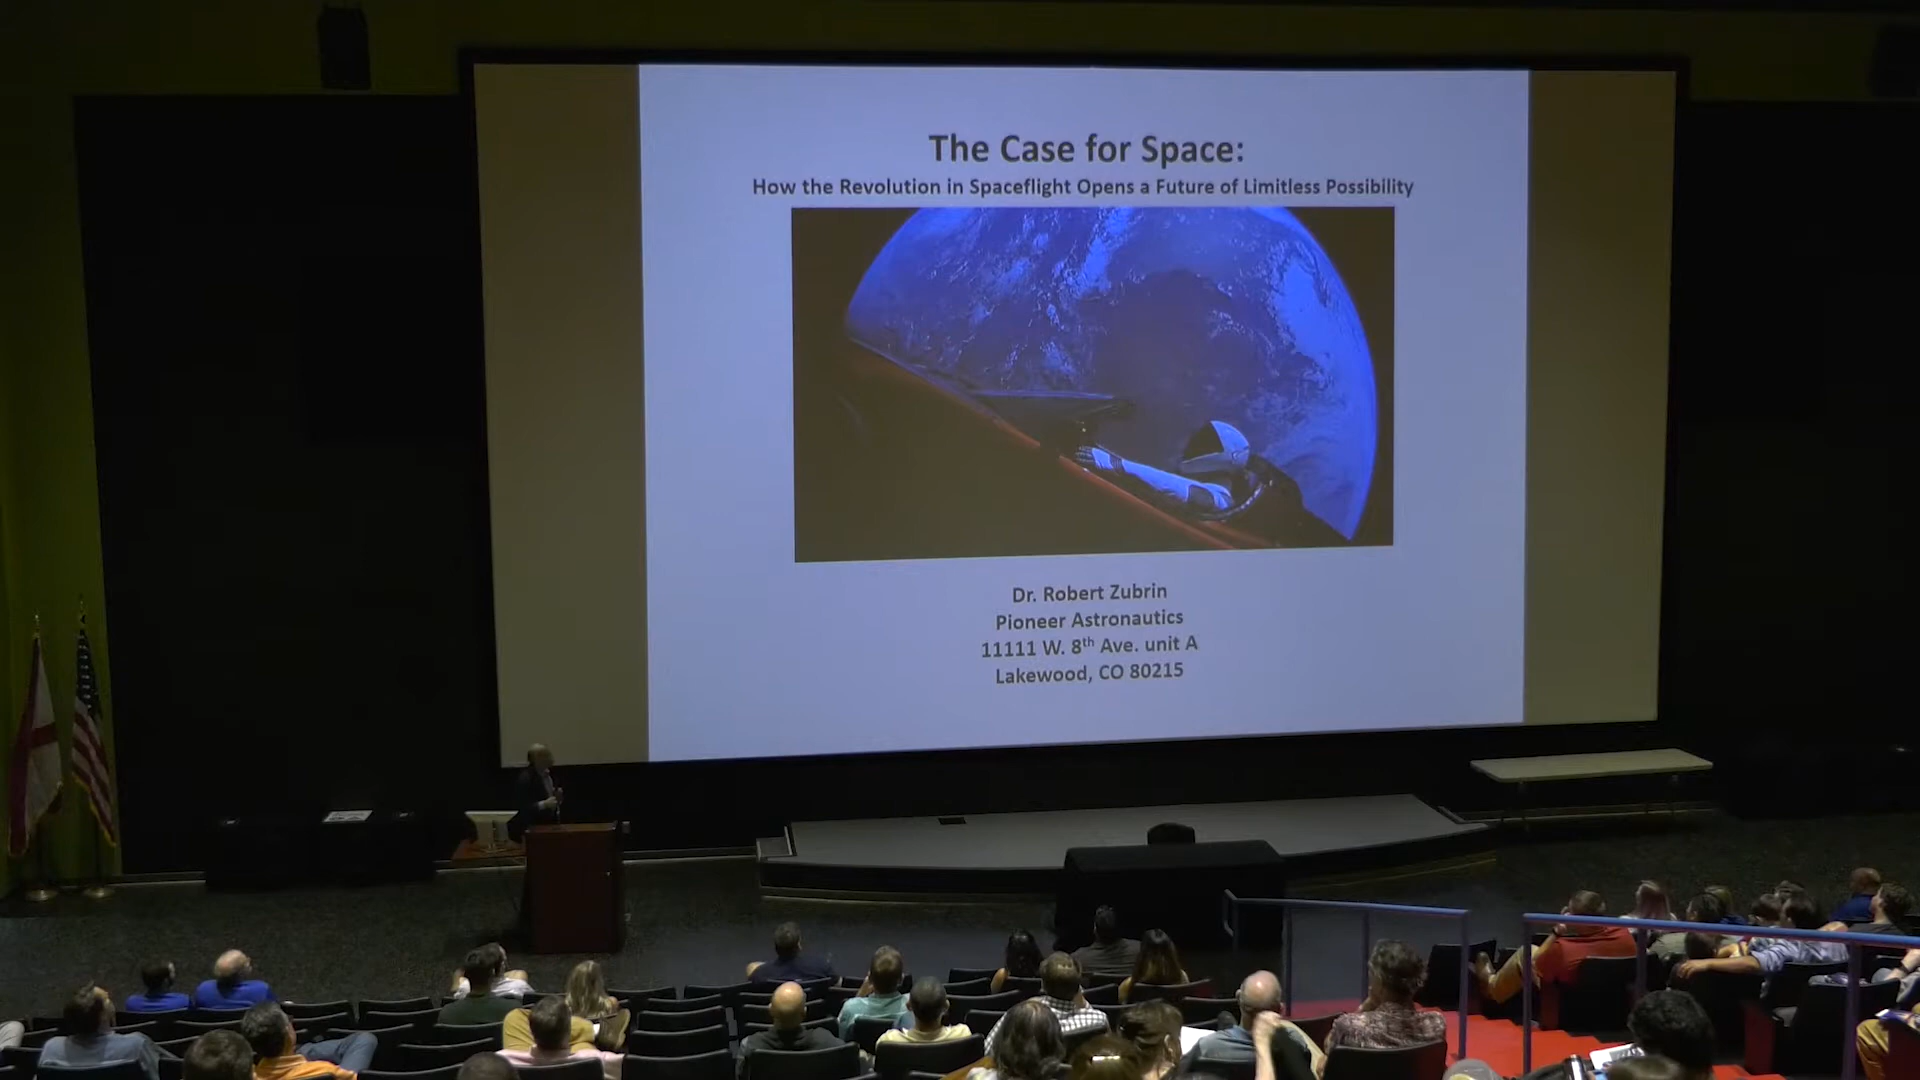 The Case for Space:
How the Revolution in Spaceflight Opens a Future of Limitless Possibility
Dr. Robert Zubrin
Pioneer Astronautics
11111 W. 8th Ave. unit A
Lakewood, CO 80215